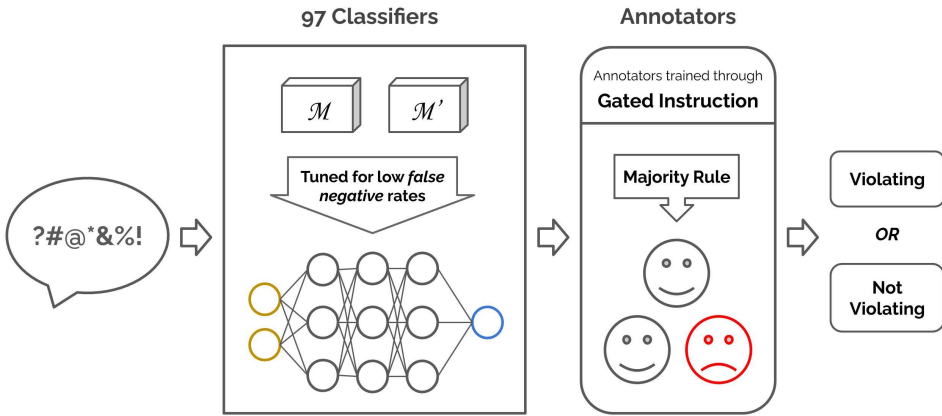 97 Classifiers
Annotators
?#@*&%!
M
M'
Tuned for low false
negative rates
Annotators trained through
Gated Instruction
Majority Rule
Violating
OR
Not
Violating